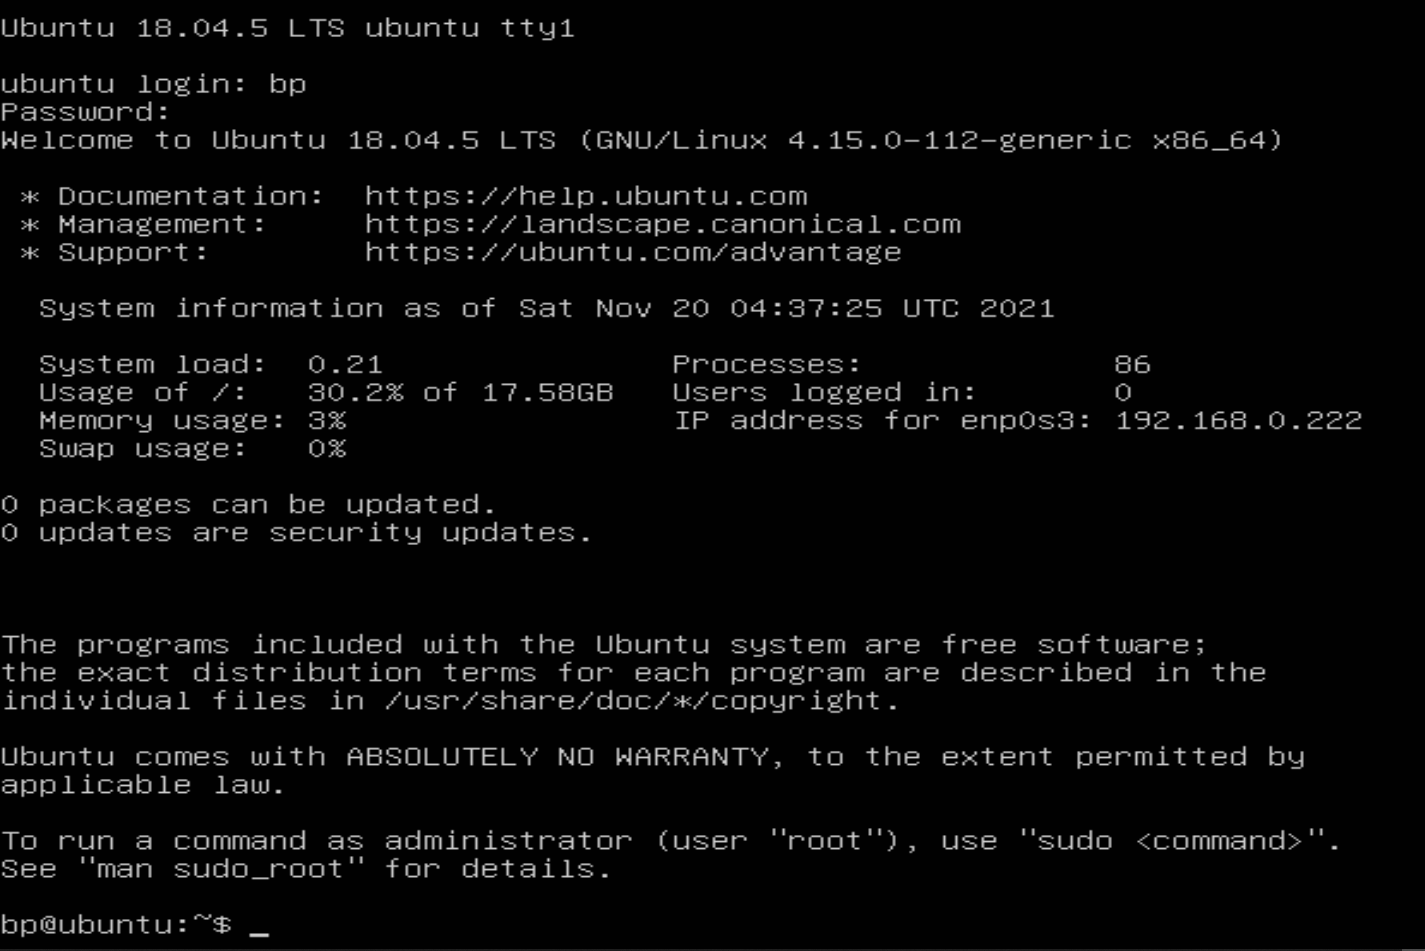 Ubuntu 18.04.5 LTS ubuntu tty1
ubuntu login: bp
Password:
Welcome to Ubuntu 18.04.5 LTS (GNU/Linux 4.15.0-112-generic x86_64)
* Documentation:  https://help.ubuntu.com
* Management:     https://landscape.canonical.com
* Support:        https://ubuntu.com/advantage
System information as of Sat Nov 20 04:37:25 UTC 2021
System load:  0.21               Processes:             86
Usage of /:   30.2% of 17.58GB   Users logged in:       0
Memory usage: 3%                 IP address for enp0s3: 192.168.0.222
Swap usage:   0%
0 packages can be updated.
0 updates are security updates.
The programs included with the Ubuntu system are free software;
the exact distribution terms for each program are described in the
individual files in /usr/share/doc/*/copyright.
Ubuntu comes with ABSOLUTELY NO WARRANTY, to the extent permitted by
applicable law.
To run a command as administrator (user "root"), use "sudo <command>".
See "man sudo_root" for details.
bp@ubuntu:~$ _